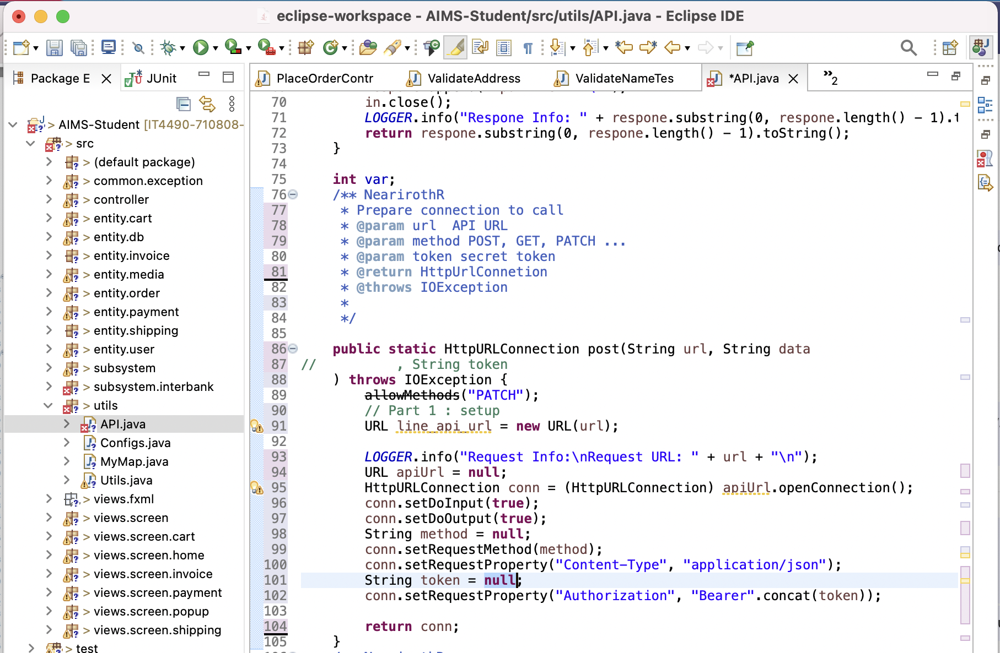 eclipse-workspace - AIMS-Student/src/utils/API.java - Eclipse IDE
Package E
JUnit
PlaceOrderContr
ValidateAddress
ValidateNameTes
*API.java
»2
> AIMS-Student [IT4490-710808-
> src
> (default package)
> common.exception
> controller
> entity.cart
> entity.db
> entity.invoice
> entity.media
> entity.order
> entity.payment
> entity.shipping
> entity.user
> subsystem
> subsystem.interbank
> utils
API.java
Configs.java
MyMap.java
Utils.java
> views.fxml
> views.screen
> views.screen.cart
> views.screen.home
> views.screen.invoice
> views.screen.payment
> views.screen.popup
> views.screen.shipping
> test
70 in.close();
71 LOGGER.info("Respone Info: " + respone.substring(0, respone.length() - 1).t
72 return respone.substring(0, respone.length() - 1).toString();
73 }
74
75 int var;
76 /** NearirothR
77 * Prepare connection to call
78 * @param url  API URL
79 * @param method POST, GET, PATCH ...
80 * @param token secret token
81 * @return HttpUrlConnetion
82 * @throws IOException
83 *
84 */
85
86 public static HttpURLConnection post(String url, String data
87 // , String token
88 ) throws IOException {
89 allowMethods("PATCH");
90 // Part 1 : setup
91 URL line_api_url = new URL(url);
92
93 LOGGER.info("Request Info:\nRequest URL: " + url + "\n");
94 URL apiUrl = null;
95 HttpURLConnection conn = (HttpURLConnection) apiUrl.openConnection();
96 conn.setDoInput(true);
97 conn.setDoOutput(true);
98 String method = null;
99 conn.setRequestMethod(method);
100 conn.setRequestProperty("Content-Type", "application/json");
101 String token = null;
102 conn.setRequestProperty("Authorization", "Bearer".concat(token));
103
104 return conn;
105 }